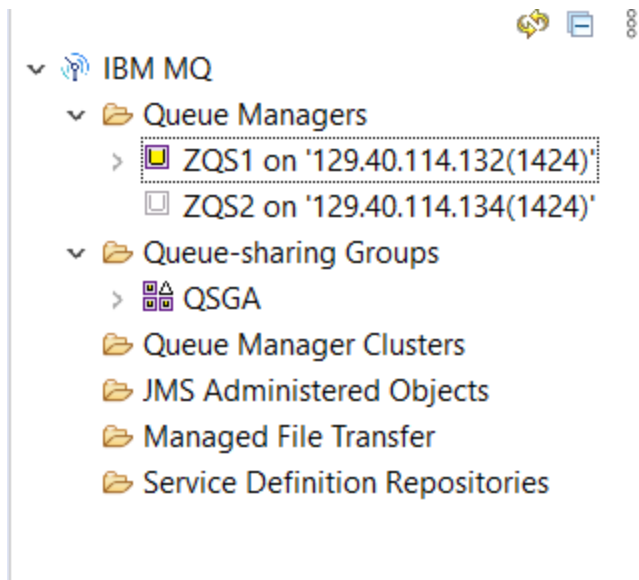 IBM MQ
Queue Managers
ZQS1 on '129.40.114.132(1424)'
ZQS2 on '129.40.114.134(1424)'
Queue-sharing Groups
QSGA
Queue Manager Clusters
JMS Administered Objects
Managed File Transfer
Service Definition Repositories